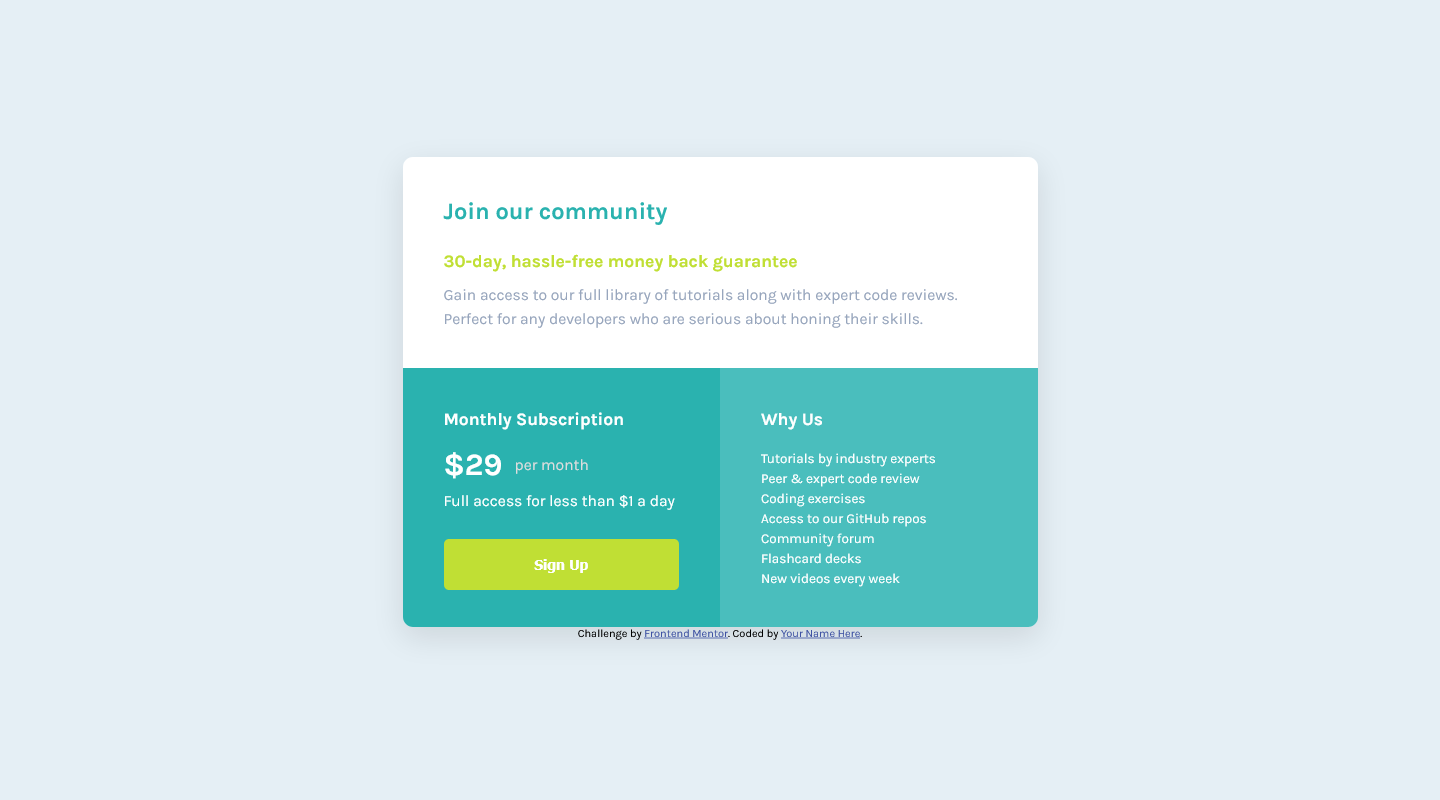 Join our community
30-day, hassle-free money back guarantee
Gain access to our full library of tutorials along with expert code reviews.
Perfect for any developers who are serious about honing their skills.
Monthly Subscription
$29 per month
Full access for less than $1 a day
Sign Up
Why Us
Tutorials by industry experts
Peer & expert code review
Coding exercises
Access to our GitHub repos
Community forum
Flashcard decks
New videos every week
Challenge by Frontend Mentor. Coded by Your Name Here.